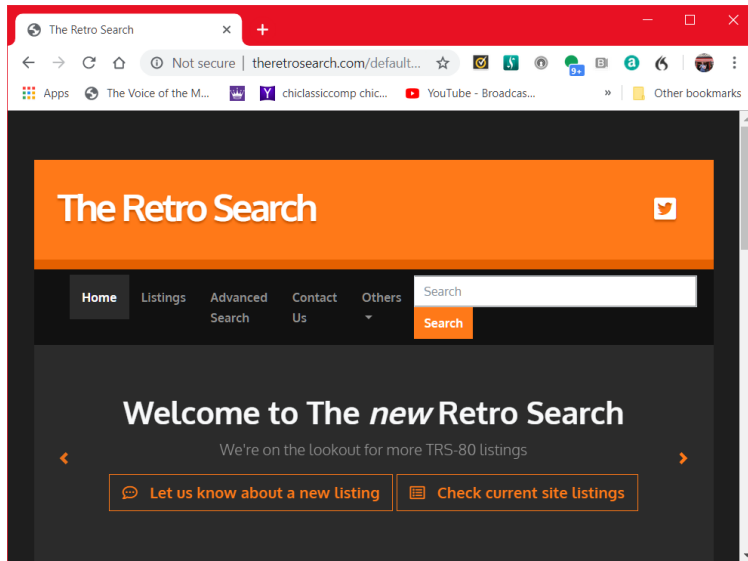 The Retro Search
Not secure | theretrosearch.com/default...
9+
Apps The Voice of the M... chiclassiccomp chic... YouTube - Broadcas... » Other bookmarks
The Retro Search
Home Listings Advanced Search Contact Us Others Search
Search
Welcome to The new Retro Search
We're on the lookout for more TRS-80 listings
Let us know about a new listing Check current site listings